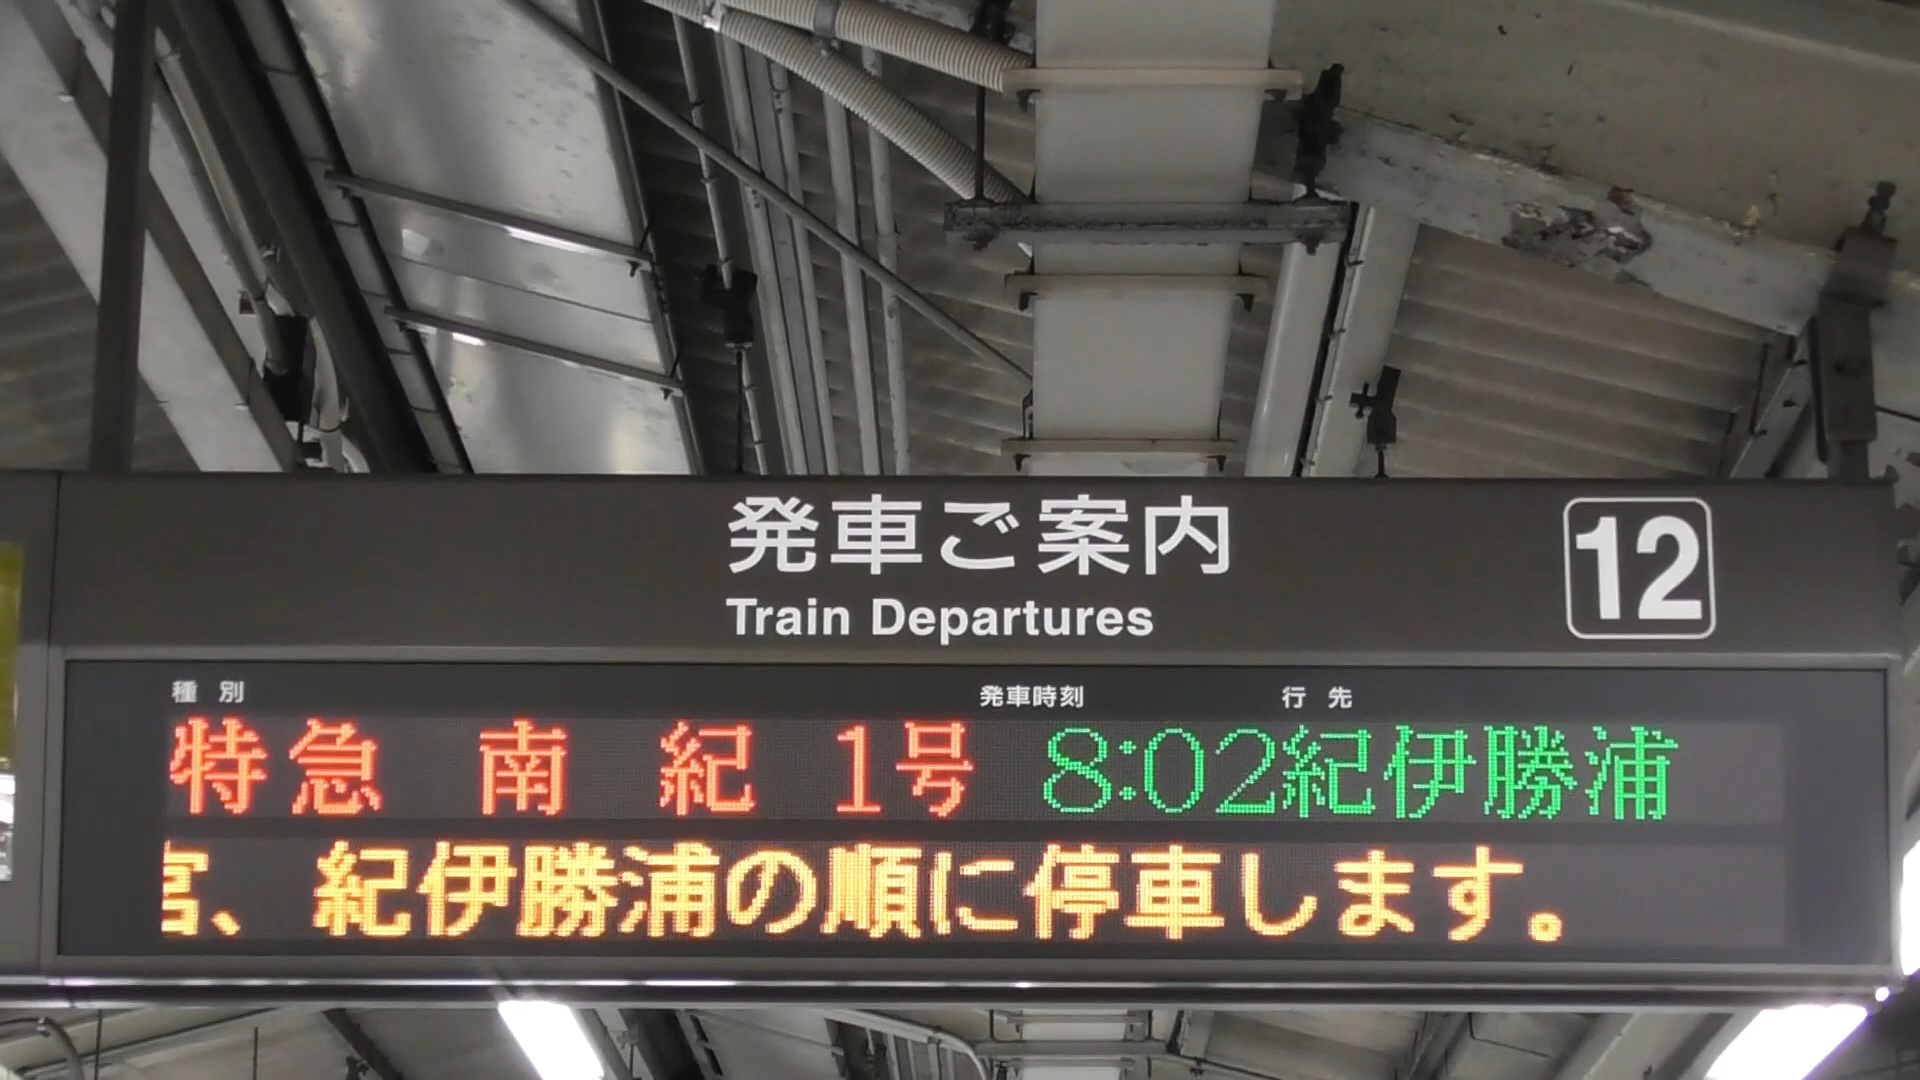 発車ご案内
Train Departures
12
種別 発車時刻 行先
特急 南紀 1号 8:02 紀伊勝浦
宮、紀伊勝浦の順に停車します。